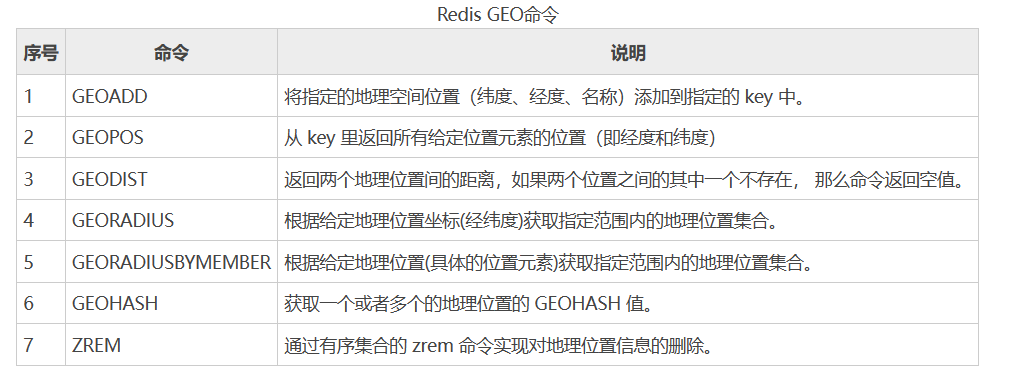 Redis GEO命令
序号 命令 说明
1 GEOADD 将指定的地理空间位置（纬度、经度、名称）添加到指定的 key 中。
2 GEOPOS 从 key 里返回所有给定位置元素的位置（即经度和纬度）
3 GEODIST 返回两个地理位置间的距离，如果两个位置之间的其中一个不存在， 那么命令返回空值。
4 GEORADIUS 根据给定地理位置坐标(经纬度)获取指定范围内的地理位置集合。
5 GEORADIUSBYMEMBER 根据给定地理位置(具体的位置元素)获取指定范围内的地理位置集合。
6 GEOHASH 获取一个或者多个的地理位置的 GEOHASH 值。
7 ZREM 通过有序集合的 zrem 命令实现对地理位置信息的删除。